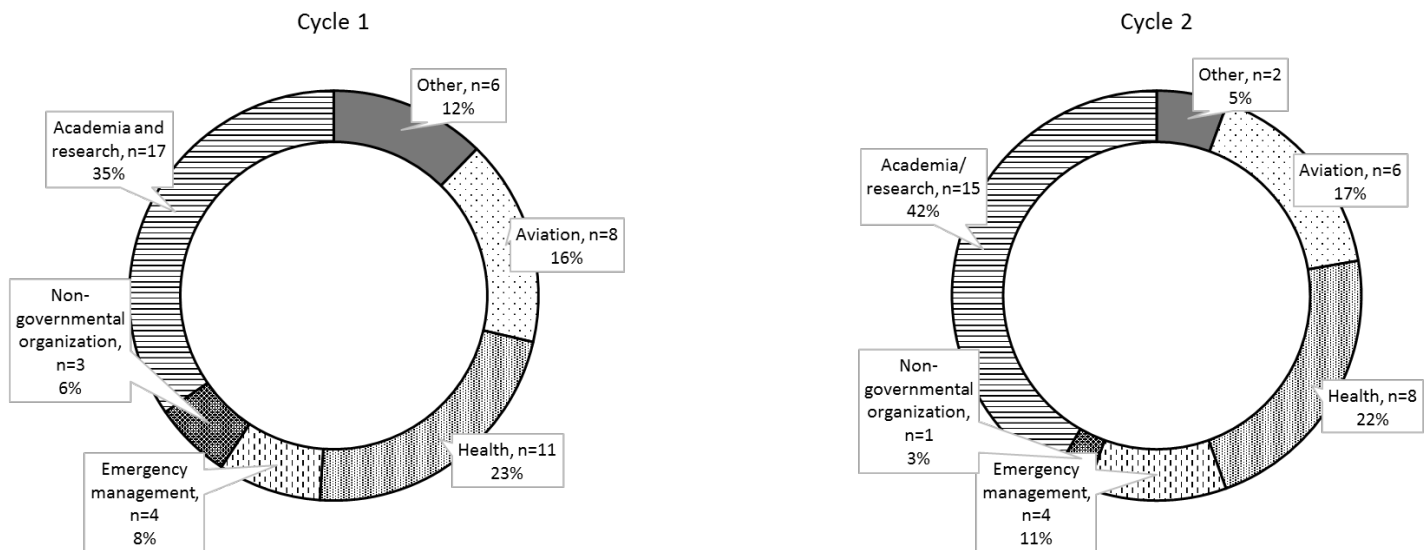 Cycle 1
Other, n=6
12%
Aviation, n=8
16%
Health, n=11
23%
Emergency
management,
n=4
8%
Non-
governmental
organization,
n=3
6%
Academia and
research, n=17
35%
Cycle 2
Other, n=2
5%
Aviation, n=6
17%
Health, n=8
22%
Emergency
management,
n=4
11%
Non-
governmental
organization,
n=1
3%
Academia/
research, n=15
42%